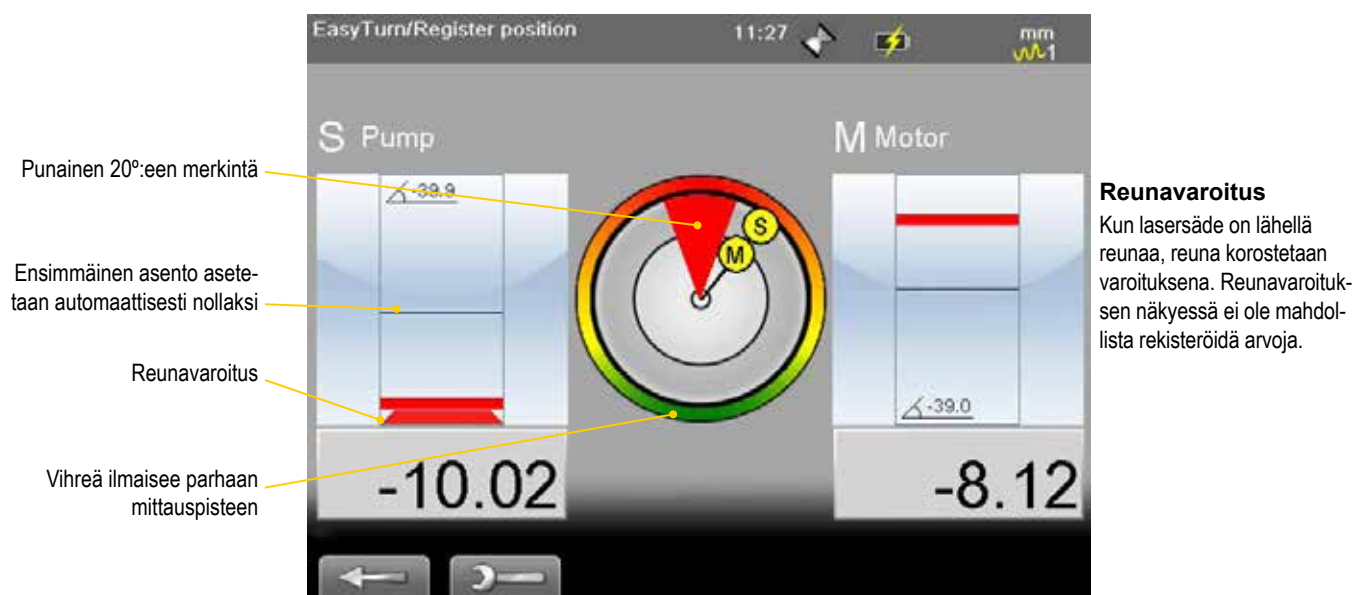 EasyTurn/Register position 11:27 mm
1
S Pump
M Motor
Punainen 20º:een merkintä
-39.9
S
M
Ensimmäinen asento asete-
taan automaattisesti nollaksi
Reunavaroitus
-39.0
Vihreä ilmaisee parhaan
mittauspisteen
-10.02
-8.12
Reunavaroitus
Kun lasersäde on lähellä
reunaa, reuna korostetaan
varoituksena. Reunavaroituk-
sen näkyessä ei ole mahdol-
lista rekisteröidä arvoja.